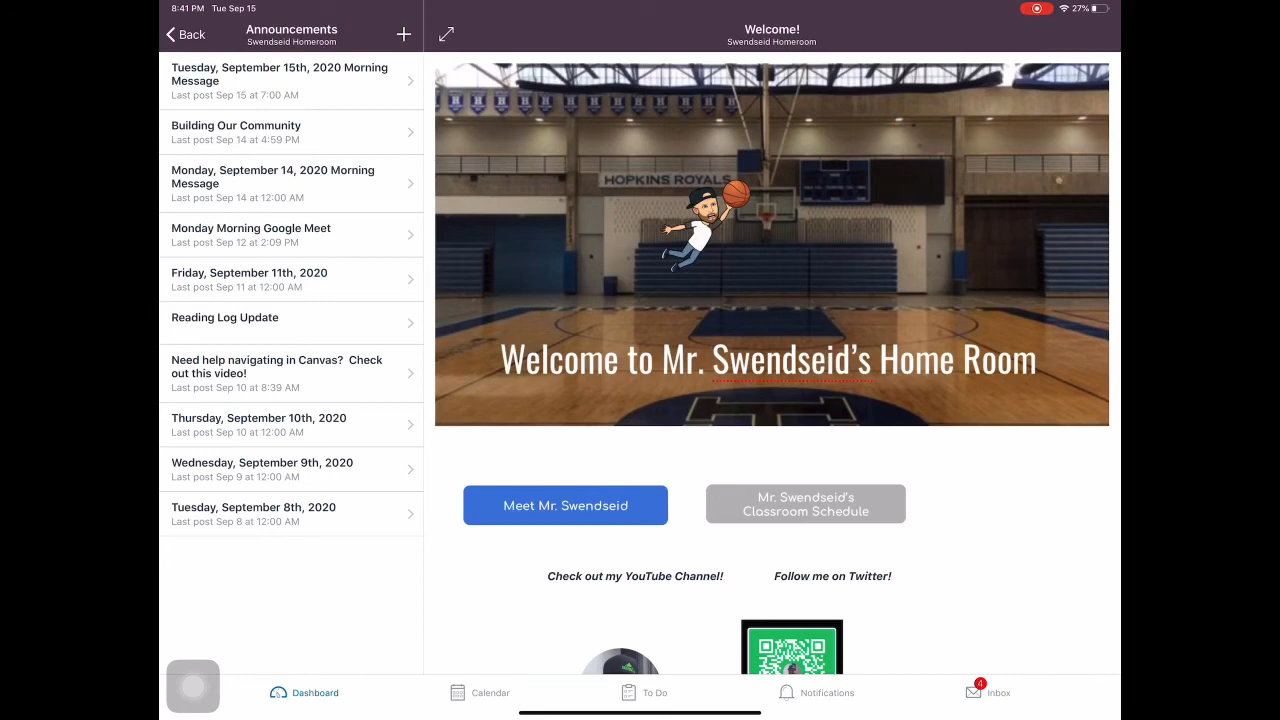 8:41 PM Tue Sep 15
27%
Back
Announcements
Swendseid Homeroom
Welcome!
Swendseid Homeroom
Tuesday, September 15th, 2020 Morning
Message
Last post Sep 15 at 7:00 AM
Building Our Community
Last post Sep 14 at 4:59 PM
Monday, September 14, 2020 Morning
Message
Last post Sep 14 at 12:00 AM
Monday Morning Google Meet
Last post Sep 12 at 2:09 PM
Friday, September 11th, 2020
Last post Sep 11 at 12:00 AM
Reading Log Update
Need help navigating in Canvas? Check
out this video!
Last post Sep 10 at 8:39 AM
Thursday, September 10th, 2020
Last post Sep 10 at 12:00 AM
Wednesday, September 9th, 2020
Last post Sep 9 at 12:00 AM
Tuesday, September 8th, 2020
Last post Sep 8 at 12:00 AM
HOPKINS ROYALS
Welcome to Mr. Swendseid's Home Room
Meet Mr. Swendseid
Mr. Swendseid's
Classroom Schedule
Check out my YouTube Channel!
Follow me on Twitter!
Dashboard
Calendar
To Do
Notifications
4
Inbox